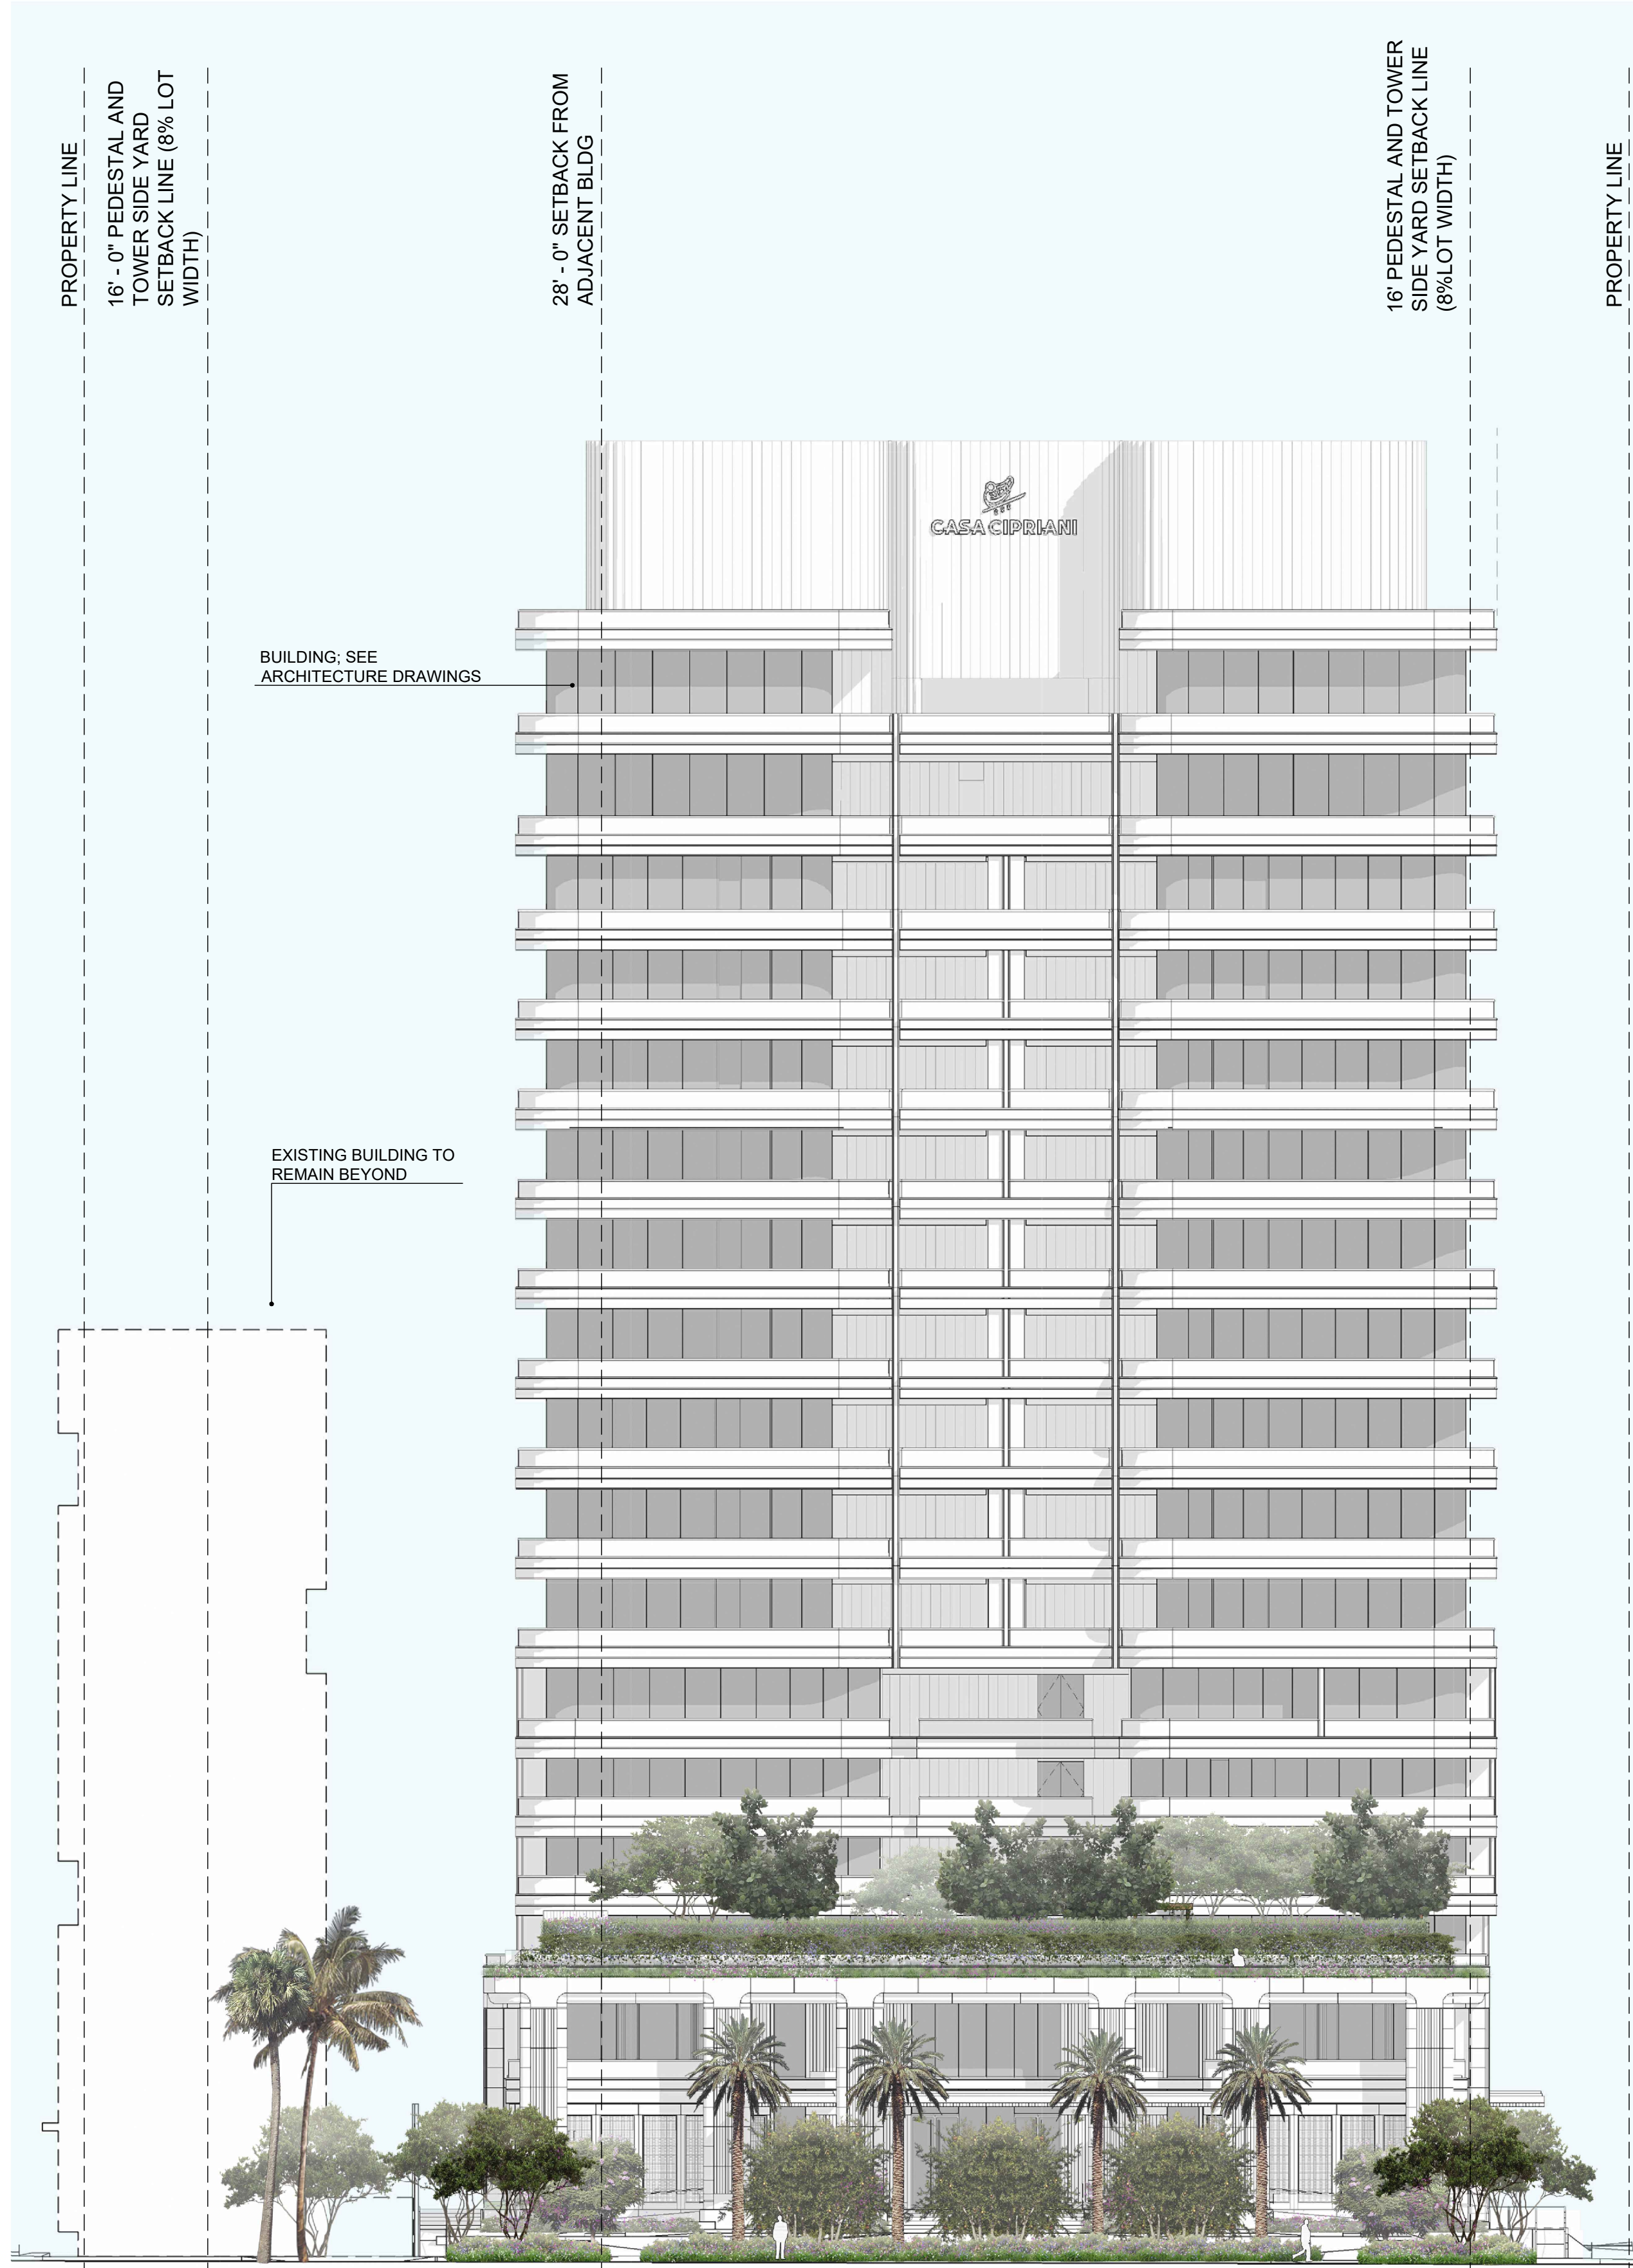 PROPERTY LINE
16' - 0" PEDESTAL AND
TOWER SIDE YARD
SETBACK LINE (8% LOT
WIDTH)
28' - 0" SETBACK FROM
ADJACENT BLDG
16' PEDESTAL AND TOWER
SIDE YARD SETBACK LINE
(8%LOT WIDTH)
PROPERTY LINE
CASA CIPRIANI
BUILDING; SEE
ARCHITECTURE DRAWINGS
EXISTING BUILDING TO
REMAIN BEYOND